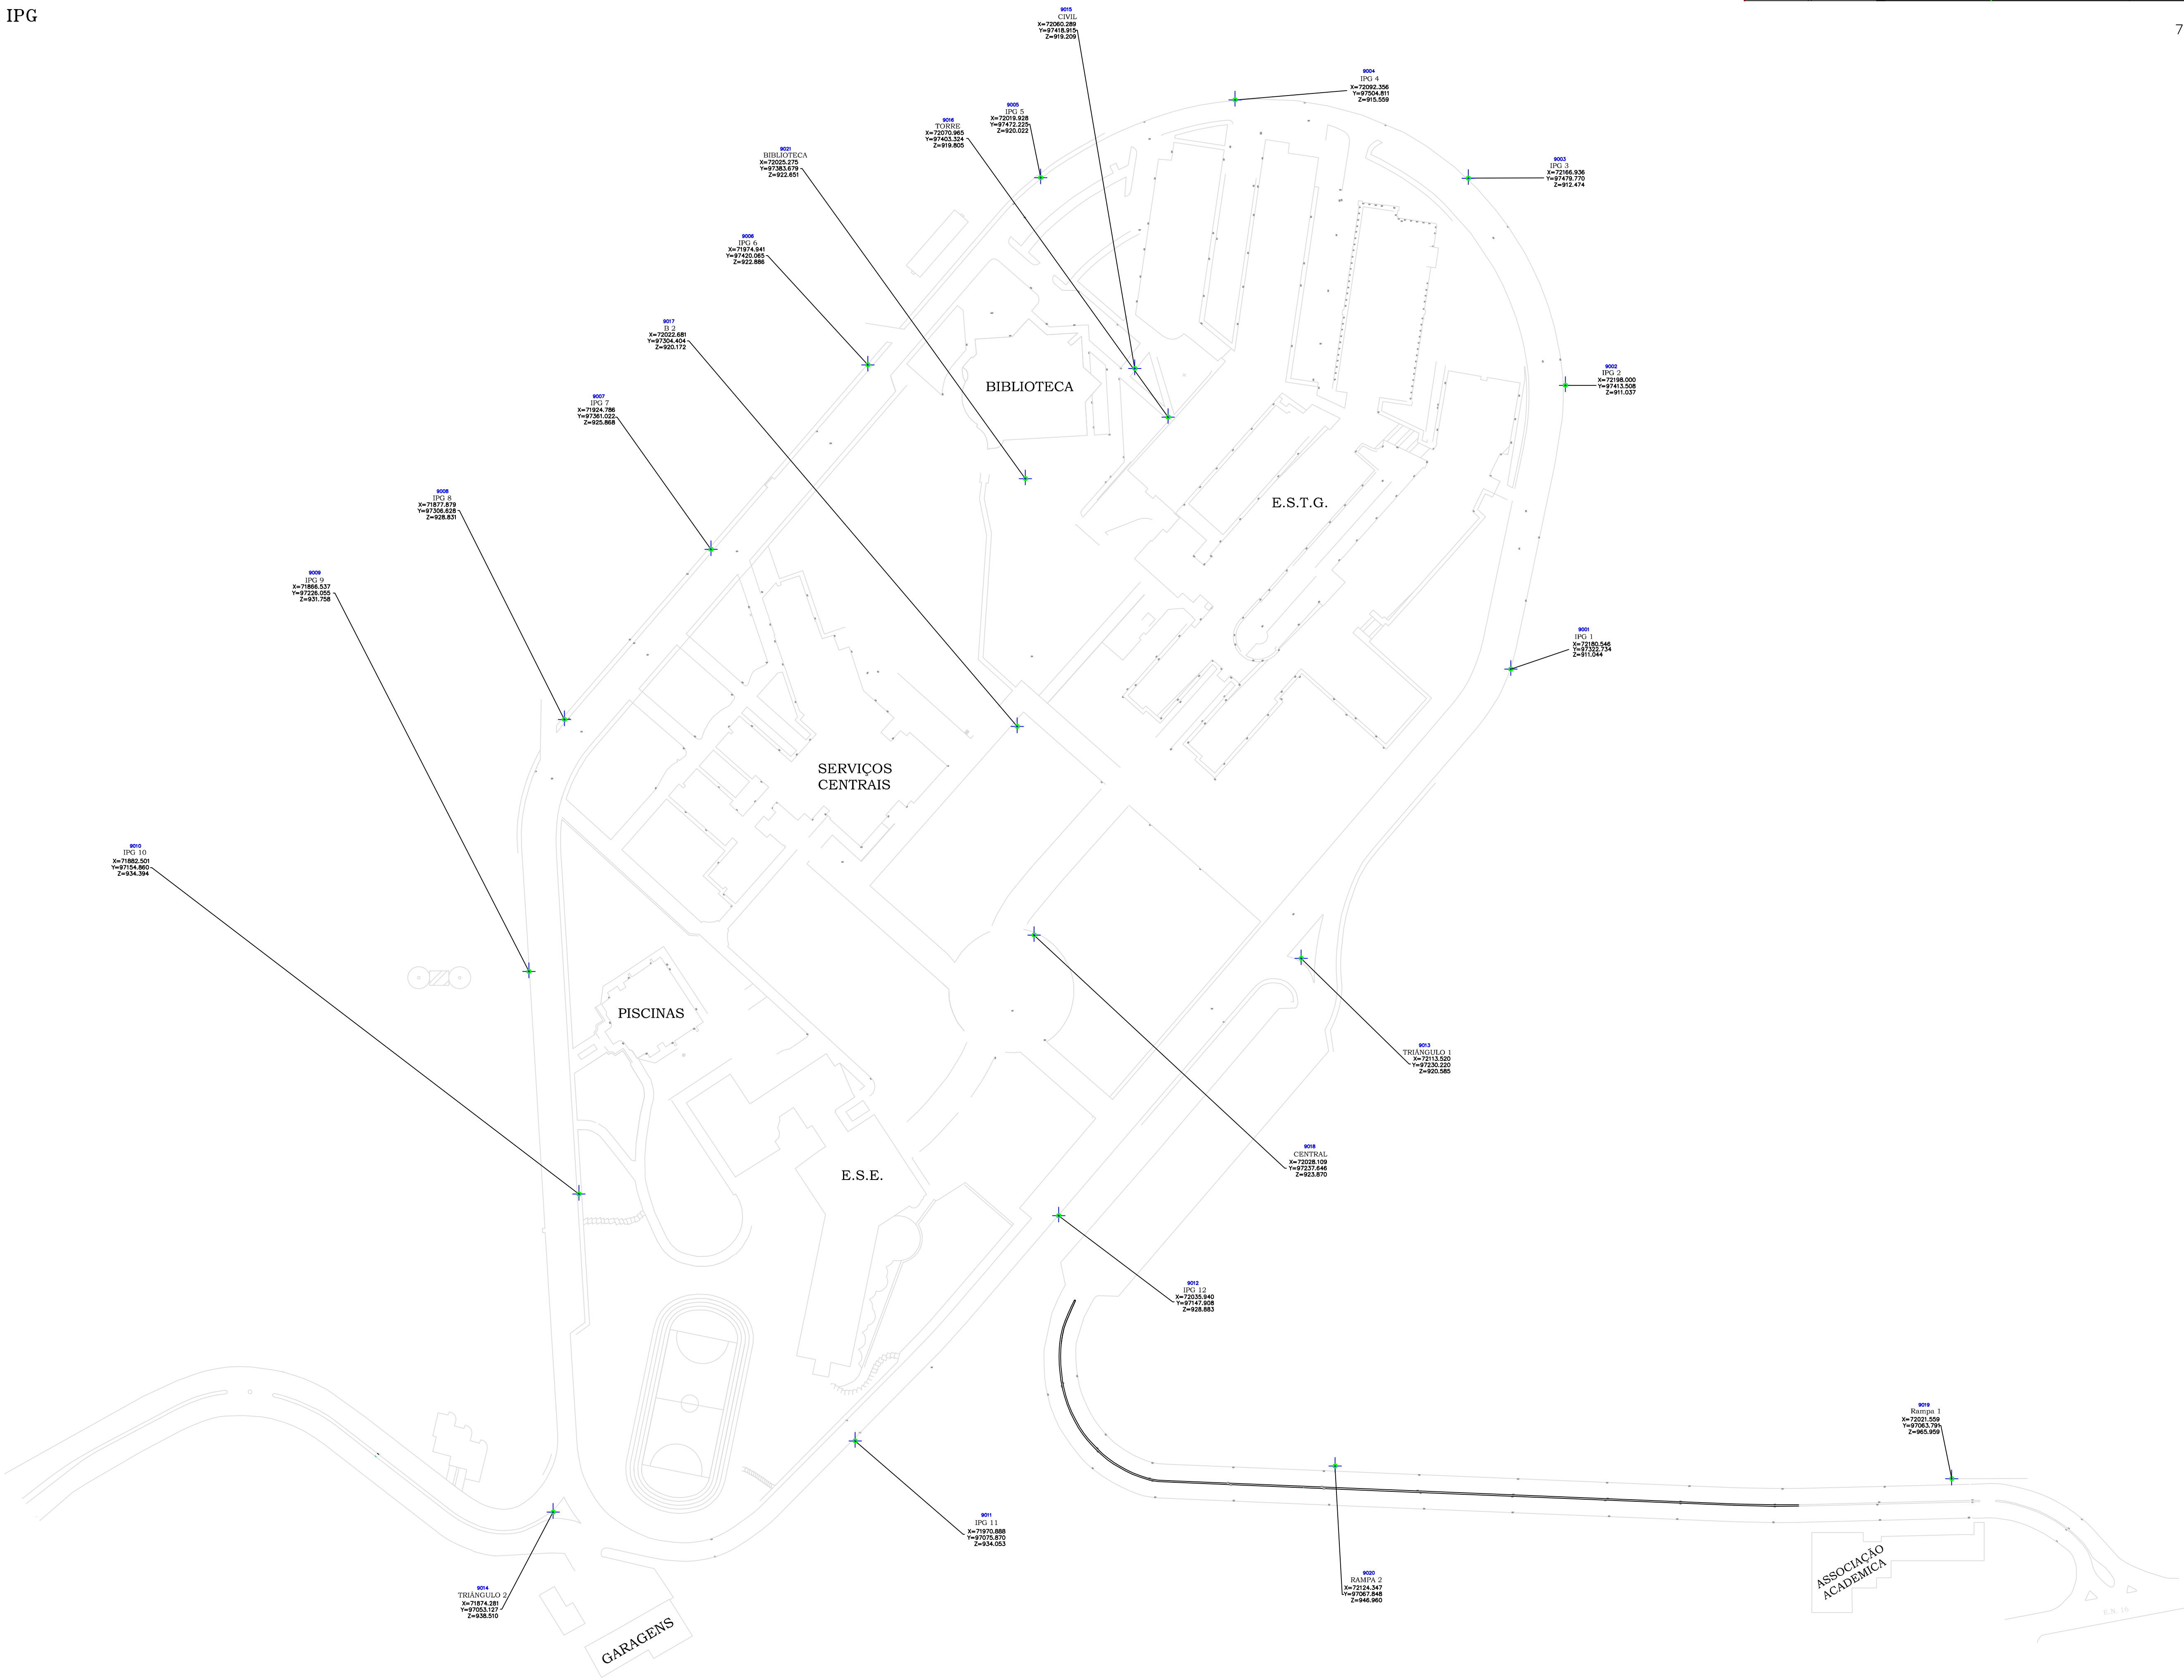 IPG
7
9015
CIVIL
X=72060.289
Y=97418.915
Z=919.209
9004
IPG 4
X=72092.356
Y=97504.811
Z=915.559
9005
IPG 5
X=72019.928
Y=97472.225
Z=920.022
9016
TORRE
X=72070.965
Y=97403.324
Z=919.805
9021
BIBLIOTECA
X=72025.275
Y=97383.679
Z=922.651
9003
IPG 3
X=72166.936
Y=97479.770
Z=912.474
9006
IPG 6
X=71974.941
Y=97420.065
Z=922.886
9017
B 2
X=72022.681
Y=97304.404
Z=920.172
9002
IPG 2
X=72198.000
Y=97413.508
Z=911.037
BIBLIOTECA
9007
IPG 7
X=71924.786
Y=97361.022
Z=925.868
9008
IPG 8
X=71877.879
Y=97306.628
Z=928.831
E.S.T.G.
9009
IPG 9
X=71866.537
Y=97226.055
Z=931.758
9001
IPG 1
X=72180.546
Y=97322.734
Z=911.044
SERVIÇOS
CENTRAIS
9010
IPG 10
X=71882.501
Y=97154.860
Z=934.394
PISCINAS
9013
TRIÂNGULO 1
X=72113.520
Y=97230.220
Z=920.585
9018
CENTRAL
X=72028.109
Y=97237.646
Z=923.870
E.S.E.
9012
IPG 12
X=72035.940
Y=97147.908
Z=928.883
9019
Rampa 1
X=72021.559
Y=97063.791
Z=965.959
9011
IPG 11
X=71970.888
Y=97075.870
Z=934.053
9014
TRIÂNGULO 2
X=71874.281
Y=97053.127
Z=938.510
9020
RAMPA 2
X=72124.347
Y=97067.848
Z=946.960
ASSOCIAÇÃO
ACADEMICA
GARAGENS
E.N. 16